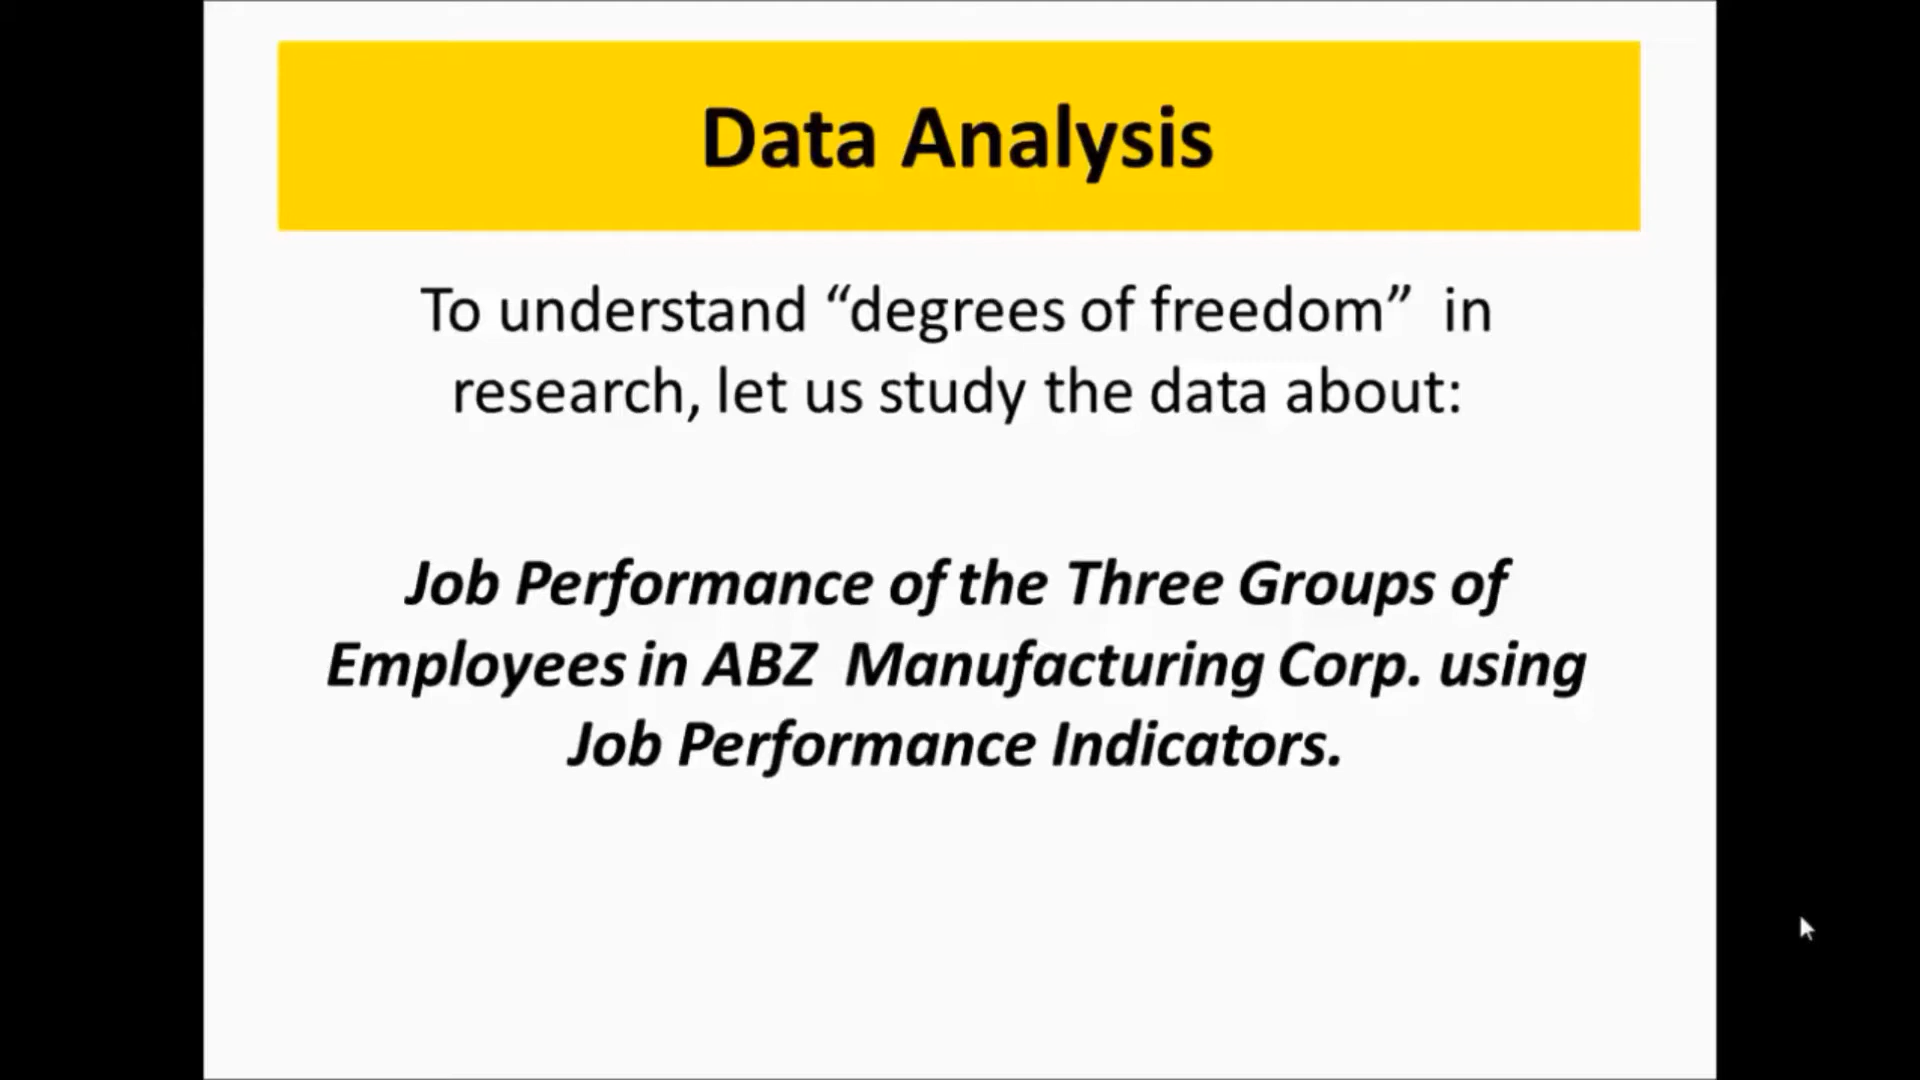 Data Analysis
To understand “degrees of freedom” in
research, let us study the data about:
Job Performance of the Three Groups of
Employees in ABZ Manufacturing Corp. using
Job Performance Indicators.